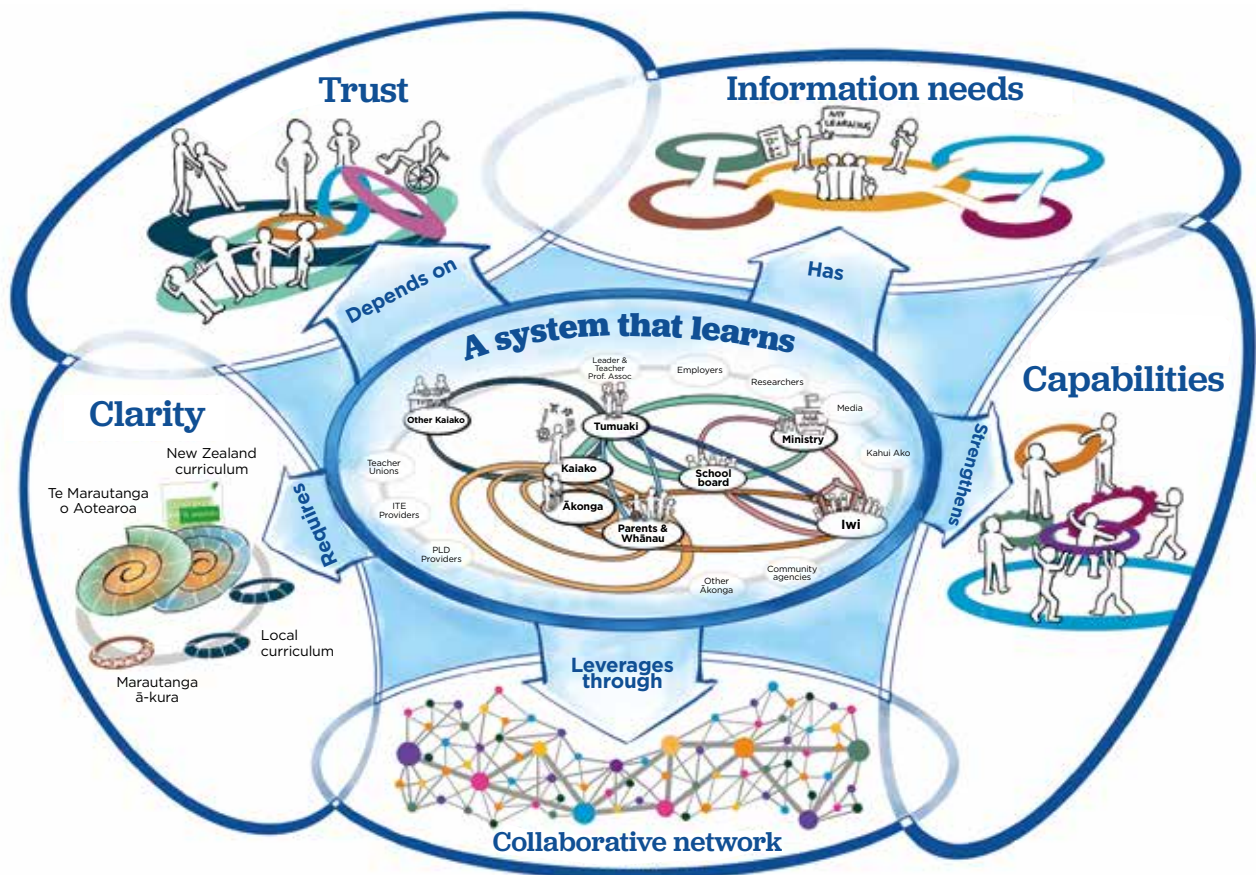 Trust
Information needs
MY
LEARNING
Depends on
Has
A system that learns
Leader &
Teacher
Prof. Assoc
Employers
Researchers
Media
Kahui Ako
Other Kaiako
Tumuaki
Ministry
Teacher
Unions
Kaiako
School
board
ITE
Providers
Ākonga
Parents &
Whānau
Iwi
PLD
Providers
Other
Ākonga
Community
agencies
Clarity
New Zealand
curriculum
Te Marautanga
o Aotearoa
Local
curriculum
Marautanga
ā-kura
Requires
Capabilities
Strengthens
Leverages
through
Collaborative network